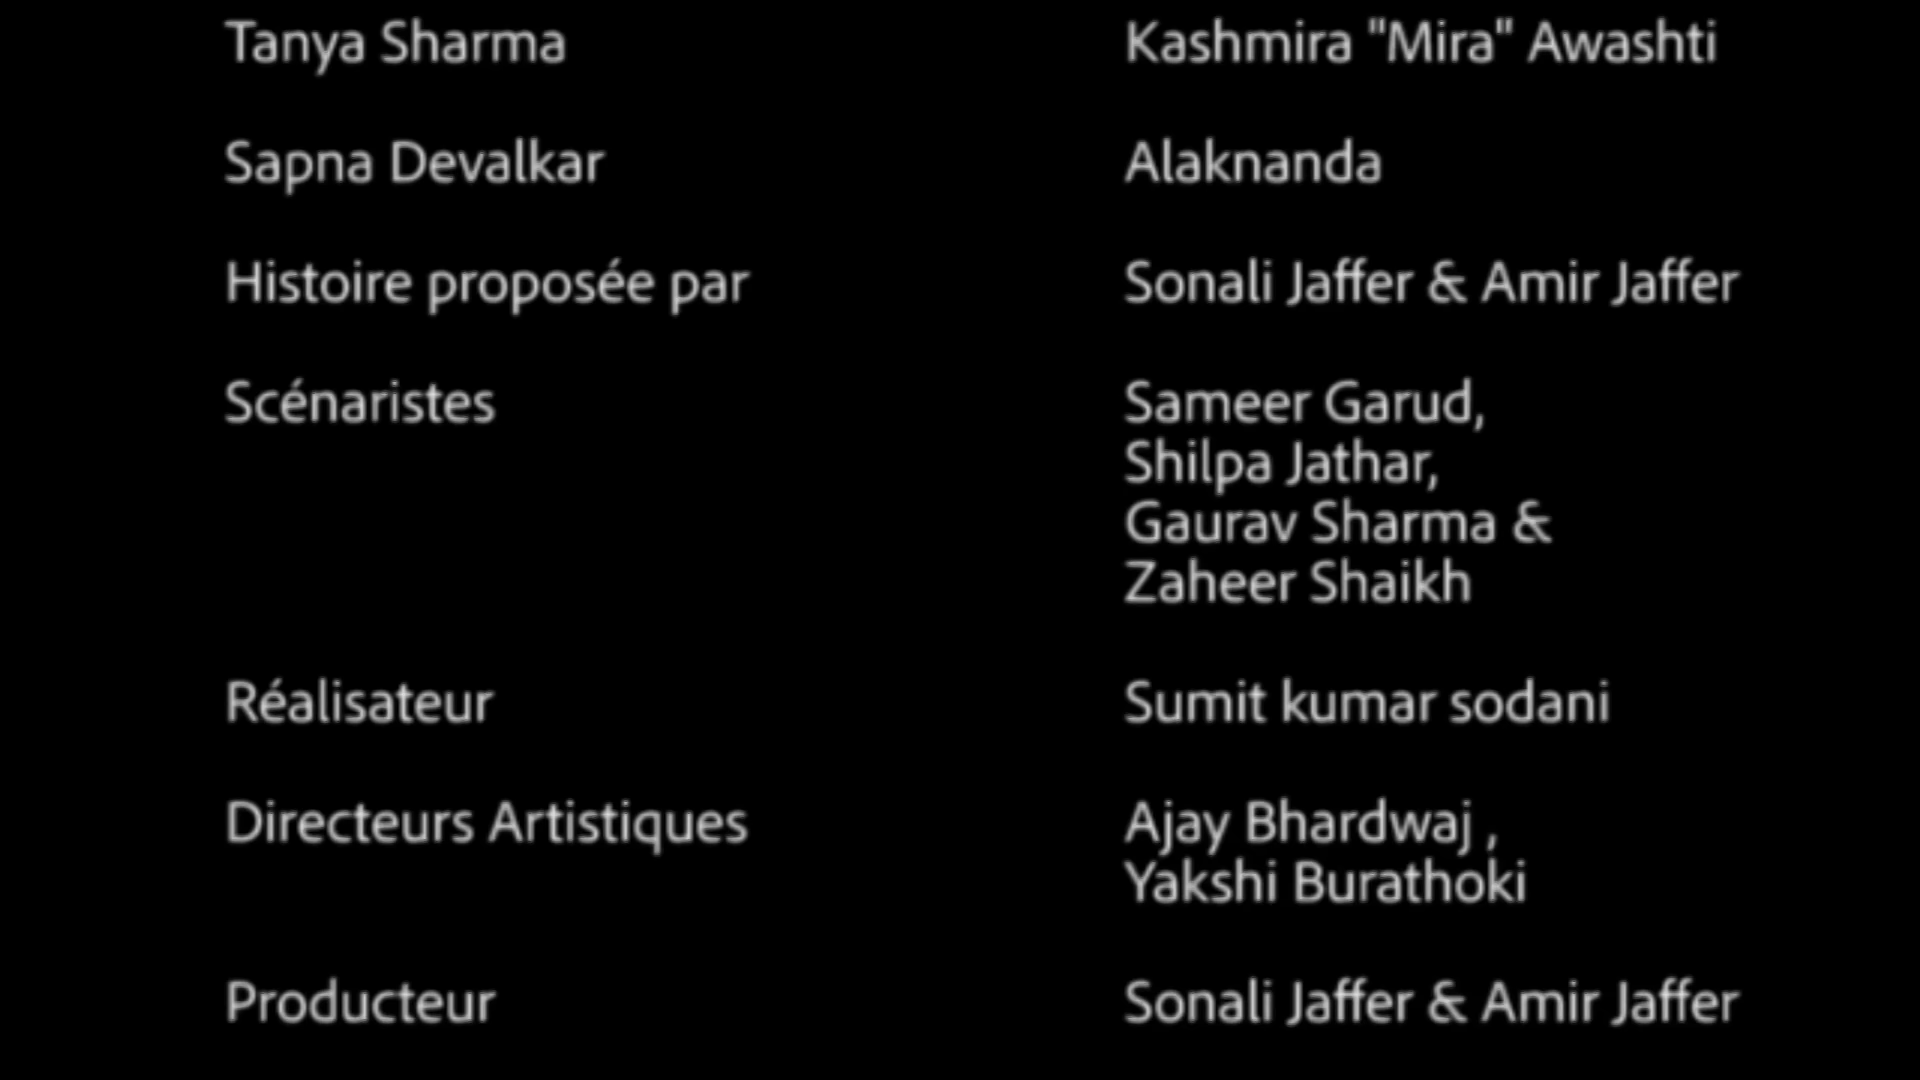 Tanya Sharma Kashmira "Mira" Awashti
Sapna Devalkar Alaknanda
Histoire proposée par Sonali Jaffer & Amir Jaffer
Scénaristes Sameer Garud,
Shilpa Jathar,
Gaurav Sharma &
Zaheer Shaikh
Réalisateur Sumit kumar sodani
Directeurs Artistiques Ajay Bhardwaj ,
Yakshi Burathoki
Producteur Sonali Jaffer & Amir Jaffer